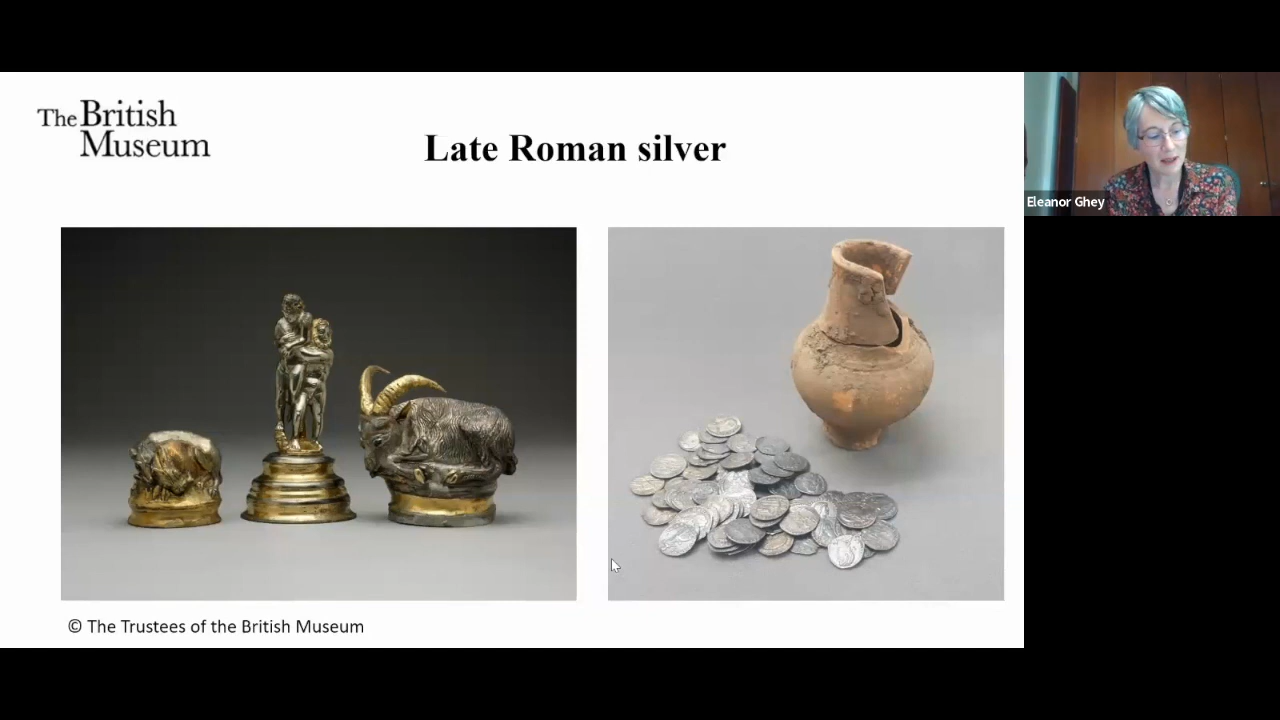 The British
Museum
Late Roman silver
Eleanor Ghey
© The Trustees of the British Museum